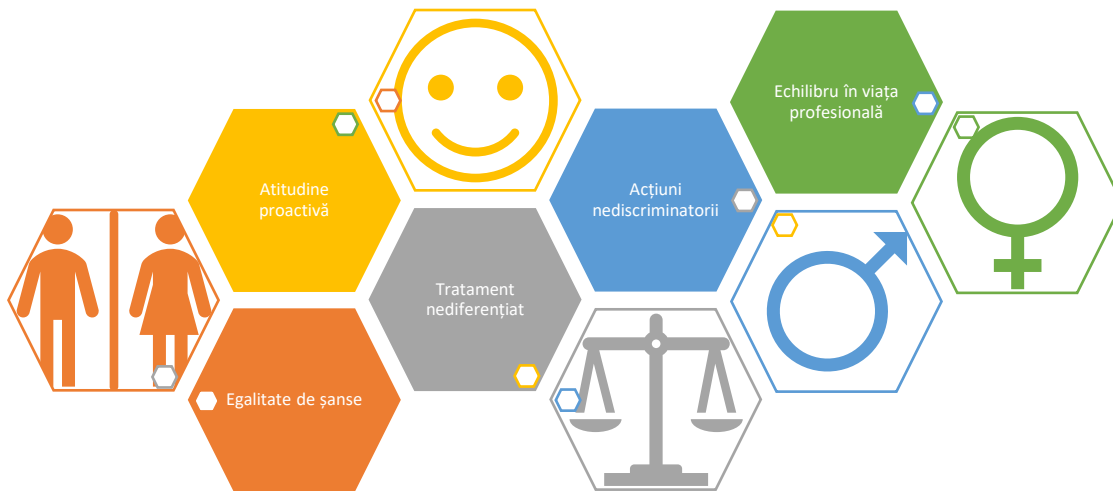 Echilibru în viața
profesională
Atitudine
proactivă
Acțiuni
nediscriminatorii
Tratament
nediferențiat
Egalitate de șanse